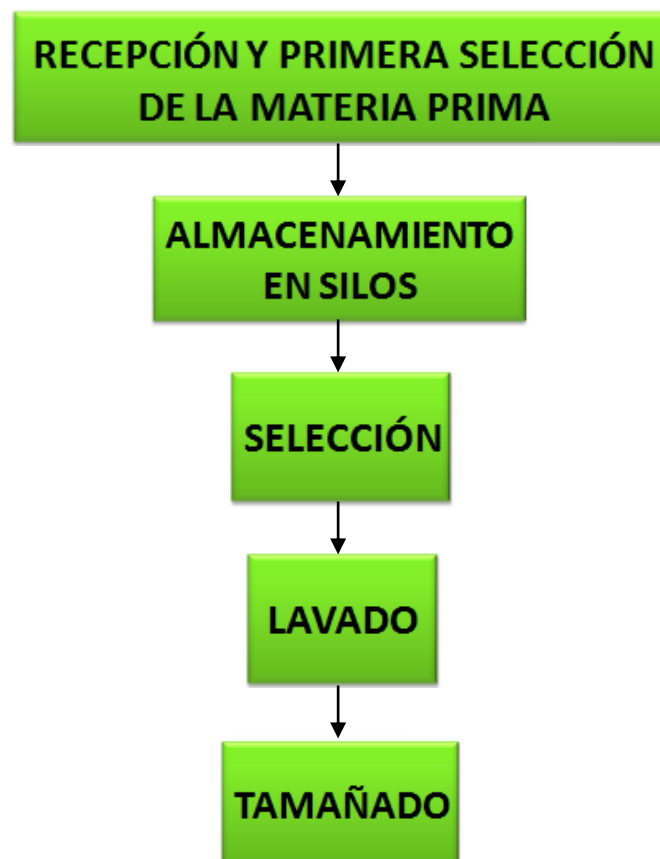 RECEPCIÓN Y PRIMERA SELECCIÓN
DE LA MATERIA PRIMA
ALMACENAMIENTO
EN SILOS
SELECCIÓN
LAVADO
TAMAÑADO